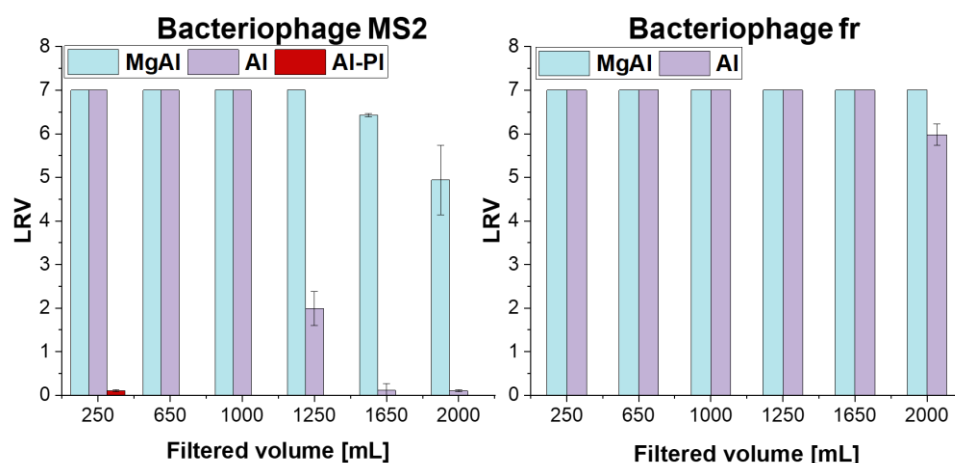 Bacteriophage MS2
MgAl Al Al-PI
8
7
6
5
4
3
2
1
0
LRV
250 650 1000 1250 1650 2000
Filtered volume [mL]
Bacteriophage fr
MgAl Al
8
7
6
5
4
3
2
1
0
LRV
250 650 1000 1250 1650 2000
Filtered volume [mL]